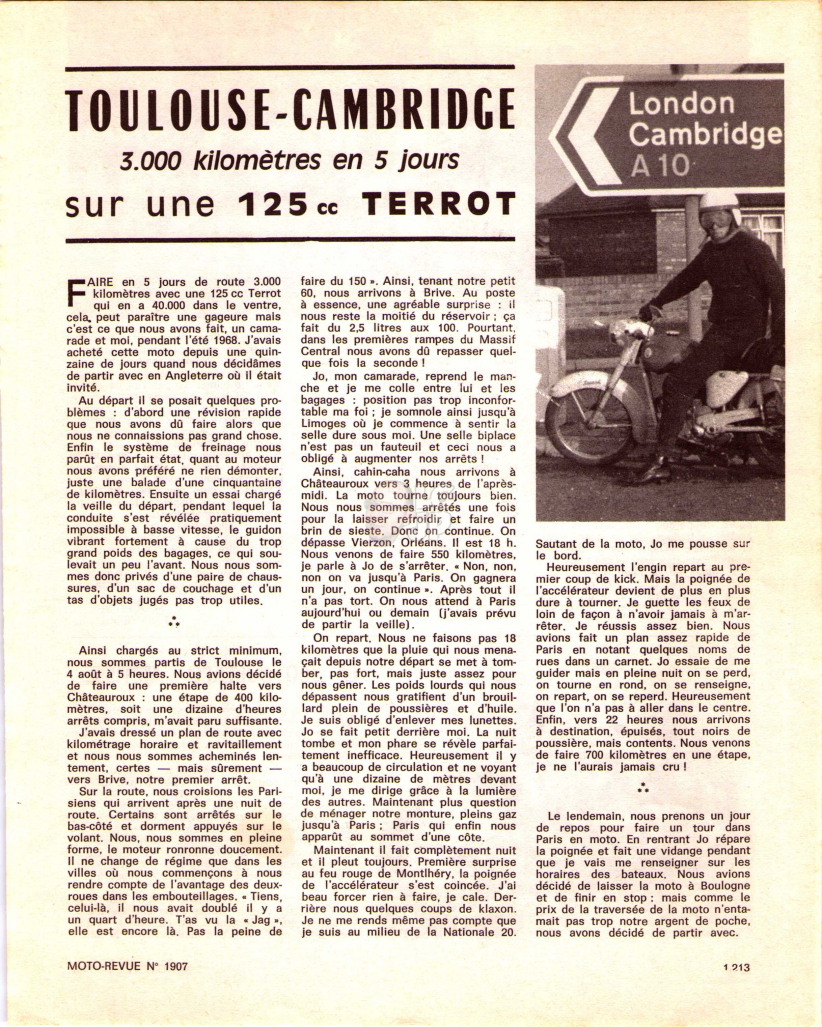 TOULOUSE-CAMBRIDGE
3.000 kilomètres en 5 jours
sur une 125 cc TERROT
London
Cambridge
A 10
FAIRE en 5 jours de route 3.000
kilomètres avec une 125 cc Terrot
qui en a 40.000 dans le ventre,
cela, peut paraître une gageure mais
c'est ce que nous avons fait, un cama-
rade et moi, pendant l'été 1968. J'avais
acheté cette moto depuis une quin-
zaine de jours quand nous décidâmes
de partir avec en Angleterre où il était
invité.
Au départ il se posait quelques pro-
blèmes : d'abord une révision rapide
que nous avons dû faire alors que
nous ne connaissions pas grand chose.
Enfin le système de freinage nous
parût en parfait état, quant au moteur
nous avons préféré ne rien démonter,
juste une balade d'une cinquantaine
de kilomètres. Ensuite un essai chargé
la veille du départ, pendant lequel la
conduite s'est révélée pratiquement
impossible à basse vitesse, le guidon
vibrant fortement à cause du trop
grand poids des bagages, ce qui sou-
levait un peu l'avant. Nous nous som-
mes donc privés d'une paire de chaus-
sures, d'un sac de couchage et d'un
tas d'objets jugés pas trop utiles.
Ainsi chargés au strict minimum,
nous sommes partis de Toulouse le
4 août à 5 heures. Nous avions décidé
de faire une première halte vers
Châteauroux : une étape de 400 kilo-
mètres, soit une dizaine d'heures
arrêts compris, m'avait paru suffisante.
J'avais dressé un plan de route avec
kilométrage horaire et ravitaillement
et nous nous sommes acheminés len-
tement, certes — mais sûrement —
vers Brive, notre premier arrêt.
Sur la route, nous croisions les Pari-
siens qui arrivent après une nuit de
route. Certains sont arrêtés sur le
bas-côté et dorment appuyés sur le
volant. Nous, nous sommes en pleine
forme, le moteur ronronne doucement.
Il ne change de régime que dans les
villes où nous commençons à nous
rendre compte de l'avantage des deux-
roues dans les embouteillages. « Tiens,
celui-là, il nous avait doublé il y a
un quart d'heure. T'as vu la « Jag »,
elle est encore là. Pas la peine de
faire du 150 ». Ainsi, tenant notre petit
60, nous arrivons à Brive. Au poste
à essence, une agréable surprise : il
nous reste la moitié du réservoir ; ça
fait du 2,5 litres aux 100. Pourtant,
dans les premières rampes du Massif
Central nous avons dû repasser quel-
que fois la seconde !
Jo, mon camarade, reprend le man-
che et je me colle entre lui et les
bagages : position pas trop inconfor-
table ma foi ; je somnole ainsi jusqu'à
Limoges où je commence à sentir la
selle dure sous moi. Une selle biplace
n'est pas un fauteuil et ceci nous a
obligé à augmenter nos arrêts !
Ainsi, cahin-caha nous arrivons à
Châteauroux vers 3 heures de l'après-
midi. La moto tourne toujours bien.
Nous nous sommes arrêtés une fois
pour la laisser refroidir et faire un
brin de sieste. Donc on continue. On
dépasse Vierzon, Orléans. Il est 18 h.
Nous venons de faire 550 kilomètres,
je parle à Jo de s'arrêter. « Non, non,
non on va jusqu'à Paris. On gagnera
un jour, on continue ». Après tout il
n'a pas tort. On nous attend à Paris
aujourd'hui ou demain (j'avais prévu
de partir la veille).
On repart. Nous ne faisons pas 18
kilomètres que la pluie qui nous mena-
çait depuis notre départ se met à tom-
ber, pas fort, mais juste assez pour
nous gêner. Les poids lourds qui nous
dépassent nous gratifient d'un brouil-
lard plein de poussières et d'huile.
Je suis obligé d'enlever mes lunettes.
Jo se fait petit derrière moi. La nuit
tombe et mon phare se révèle parfai-
tement inefficace. Heureusement il y
a beaucoup de circulation et ne voyant
qu'à une dizaine de mètres devant
moi, je me dirige grâce à la lumière
des autres. Maintenant plus question
de ménager notre monture, pleins gaz
jusqu'à Paris ; Paris qui enfin nous
apparût au sommet d'une côte.
Maintenant il fait complètement nuit
et il pleut toujours. Première surprise
au feu rouge de Montlhéry, la poignée
de l'accélérateur s'est coincée. J'ai
beau forcer rien à faire, je cale. Der-
rière nous quelques coups de klaxon.
Je ne me rends même pas compte que
je suis au milieu de la Nationale 20.
Sautant de la moto, Jo me pousse sur
le bord.
Heureusement l'engin repart au pre-
mier coup de kick. Mais la poignée de
l'accélérateur devient de plus en plus
dure à tourner. Je guette les feux de
loin de façon à n'avoir jamais à m'ar-
rêter. Je réussis assez bien. Nous
avions fait un plan assez rapide de
Paris en notant quelques noms de
rues dans un carnet. Jo essaie de me
guider mais en pleine nuit on se perd,
on tourne en rond, on se renseigne,
on repart, on se reperd. Heureusement
que l'on n'a pas à aller dans le centre.
Enfin, vers 22 heures nous arrivons
à destination, épuisés, tout noirs de
poussière, mais contents. Nous venons
de faire 700 kilomètres en une étape,
je ne l'aurais jamais cru !
Le lendemain, nous prenons un jour
de repos pour faire un tour dans
Paris en moto. En rentrant Jo répare
la poignée et fait une vidange pendant
que je vais me renseigner sur les
horaires des bateaux. Nous avions
décidé de laisser la moto à Boulogne
et de finir en stop : mais comme le
prix de la traversée de la moto n'enta-
maît pas trop notre argent de poche,
nous avons décidé de partir avec.
MOTO-REVUE N° 1907
1 213